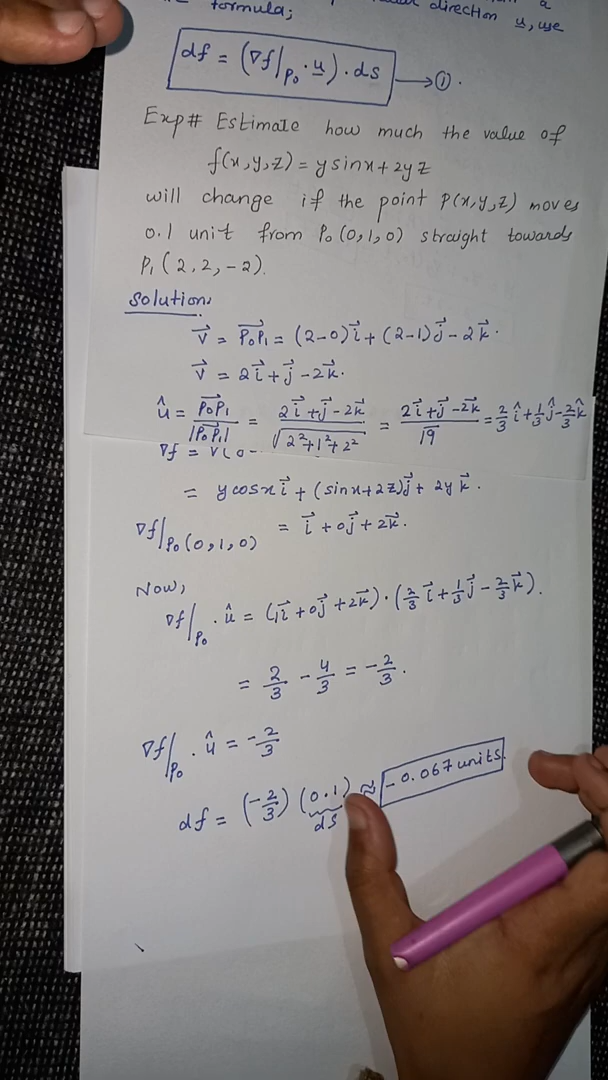 formula; direction u, use
df = (∇f|P₀ · u) · ds → ①.
Exp# Estimate how much the value of
f(x,y,z) = y sinx + 2yz
will change if the point P(x,y,z) moves
0.1 unit from P₀(0,1,0) straight towards
P₁(2,2,-2).
Solution:
v⃗ = P₀P₁⃗ = (2-0)i⃗ + (2-1)j⃗ - 2k⃗.
v⃗ = 2i⃗ + j⃗ - 2k⃗.
û = P₀P₁⃗/|P₀P₁⃗| = (2i⃗ + j⃗ - 2k⃗)/√(2²+1²+2²) = (2i⃗ + j⃗ - 2k⃗)/√9 = 2/3 î + 1/3 ĵ - 2/3 k̂
∇f =
= y cosx i⃗ + (sinx + 2z)j⃗ + 2y k⃗.
∇f|P₀(0,1,0) = i⃗ + 0j⃗ + 2k⃗.
Now,
∇f|P₀ · û = (1i⃗ + 0j⃗ + 2k⃗) · (2/3 i⃗ + 1/3 j⃗ - 2/3 k⃗).
= 2/3 - 4/3 = -2/3.
∇f|P₀ · û = -2/3
df = (-2/3) (0.1) ≈ -0.067 units.
ds